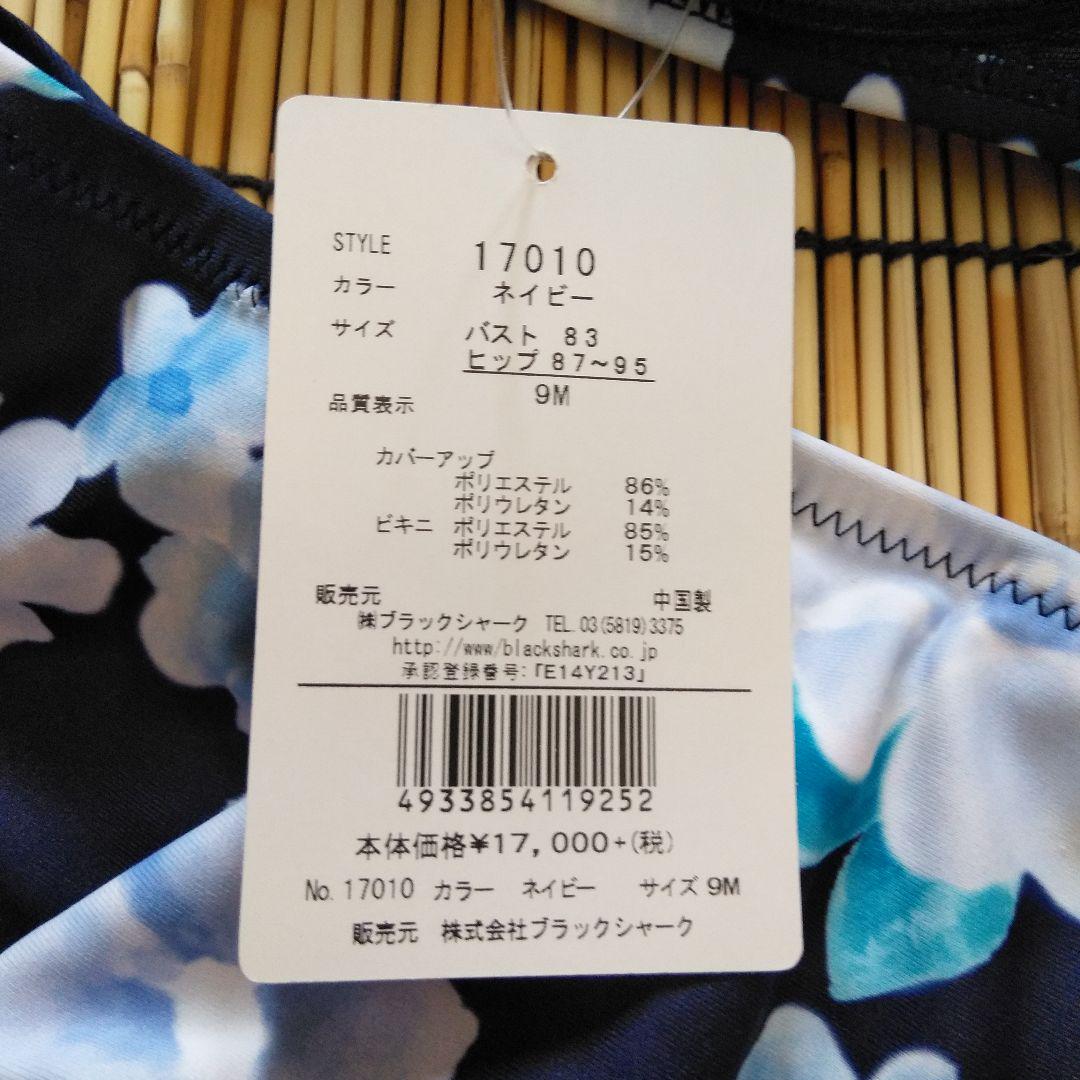 STYLE 17010
カラー ネイビー
サイズ バスト 83
ヒップ 87～95
9M
品質表示
カバーアップ
ポリエステル 86%
ポリウレタン 14%
ビキニ ポリエステル 85%
ポリウレタン 15%
販売元 中国製
㈱ブラックシャーク TEL.03(5819)3375
http://www/blackshark.co.jp
承認登録番号:「E14Y213」
4933854119252
本体価格¥17,000+(税)
No.17010 カラー ネイビー サイズ 9M
販売元 株式会社ブラックシャーク